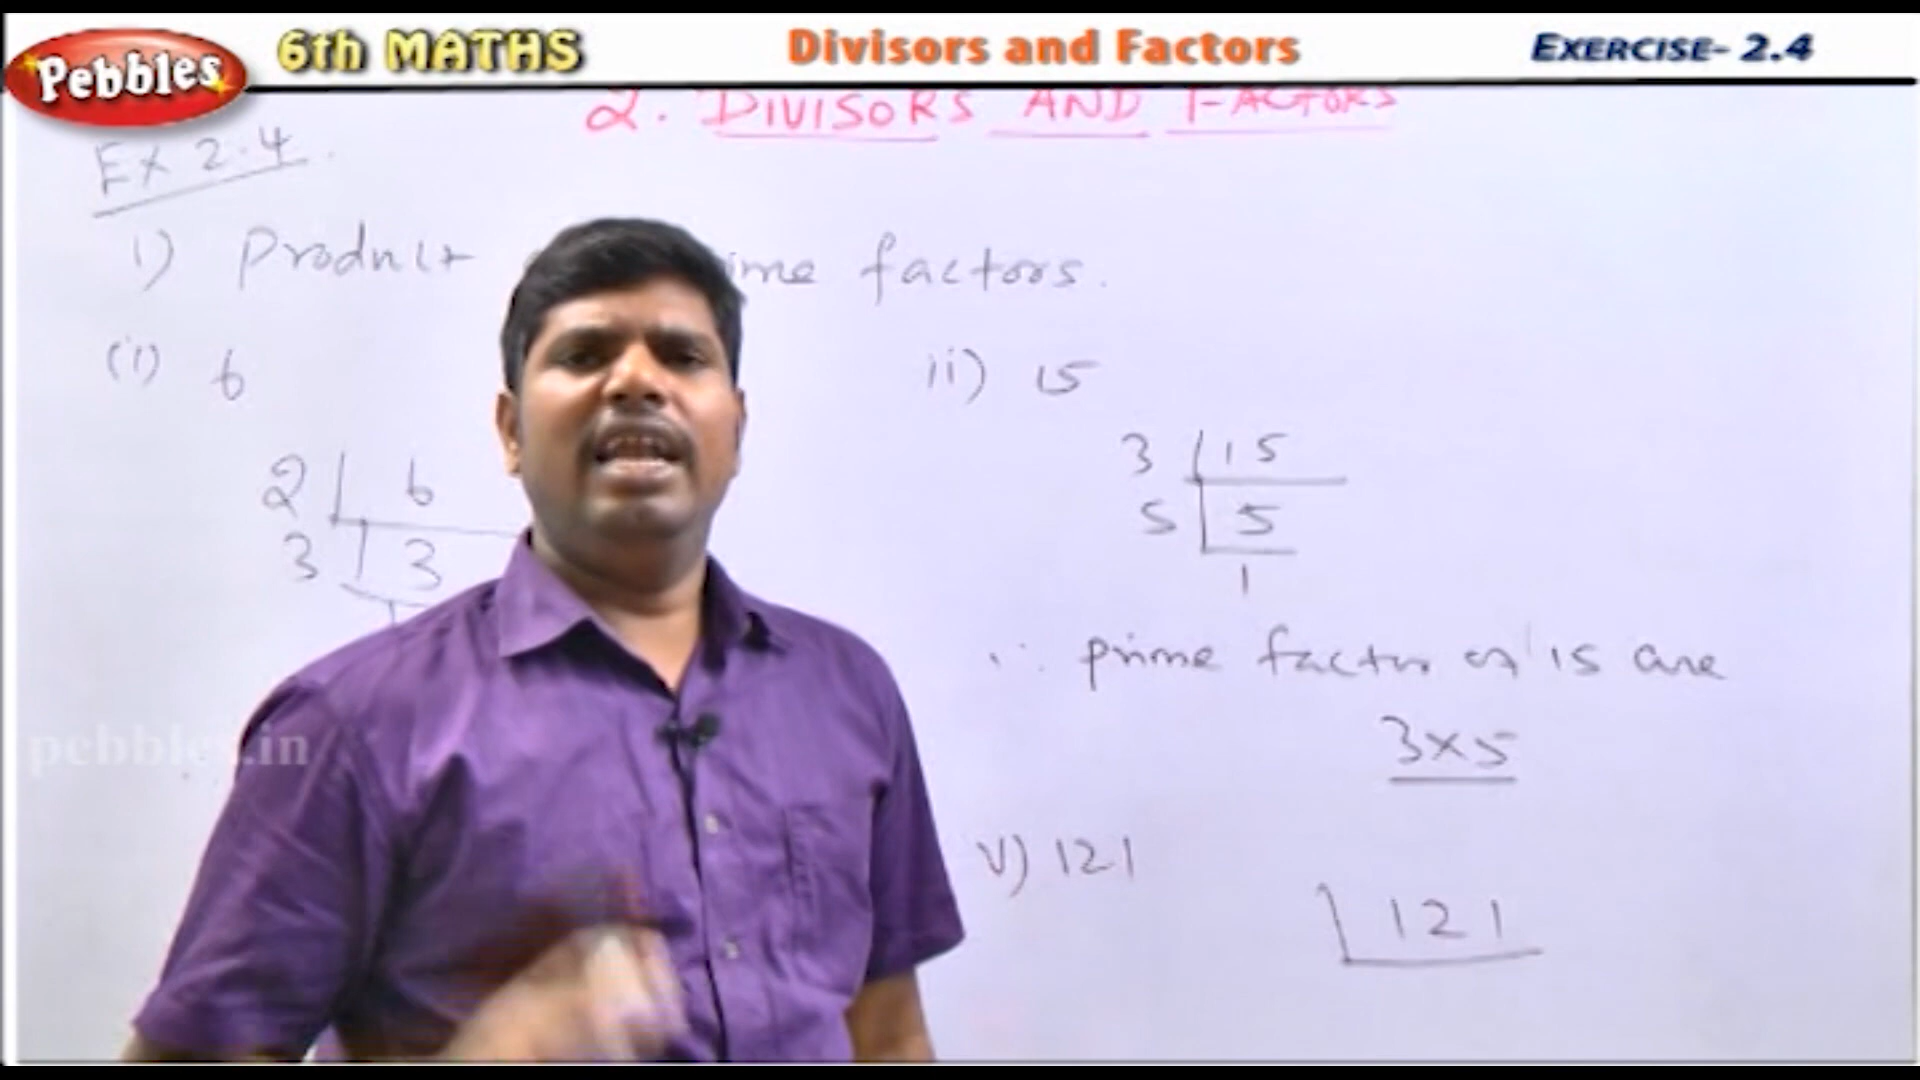 Pebbles
6th MATHS
Divisors and Factors
EXERCISE- 2.4
2. DIVISORS AND FACTORS
Ex 2.4
1) Product factors.
(i) 6
2 6
3 3
ii) 15
3 15
5 5
1
∴ prime factor of 15 are
3×5
pebbles.in
V) 121
121